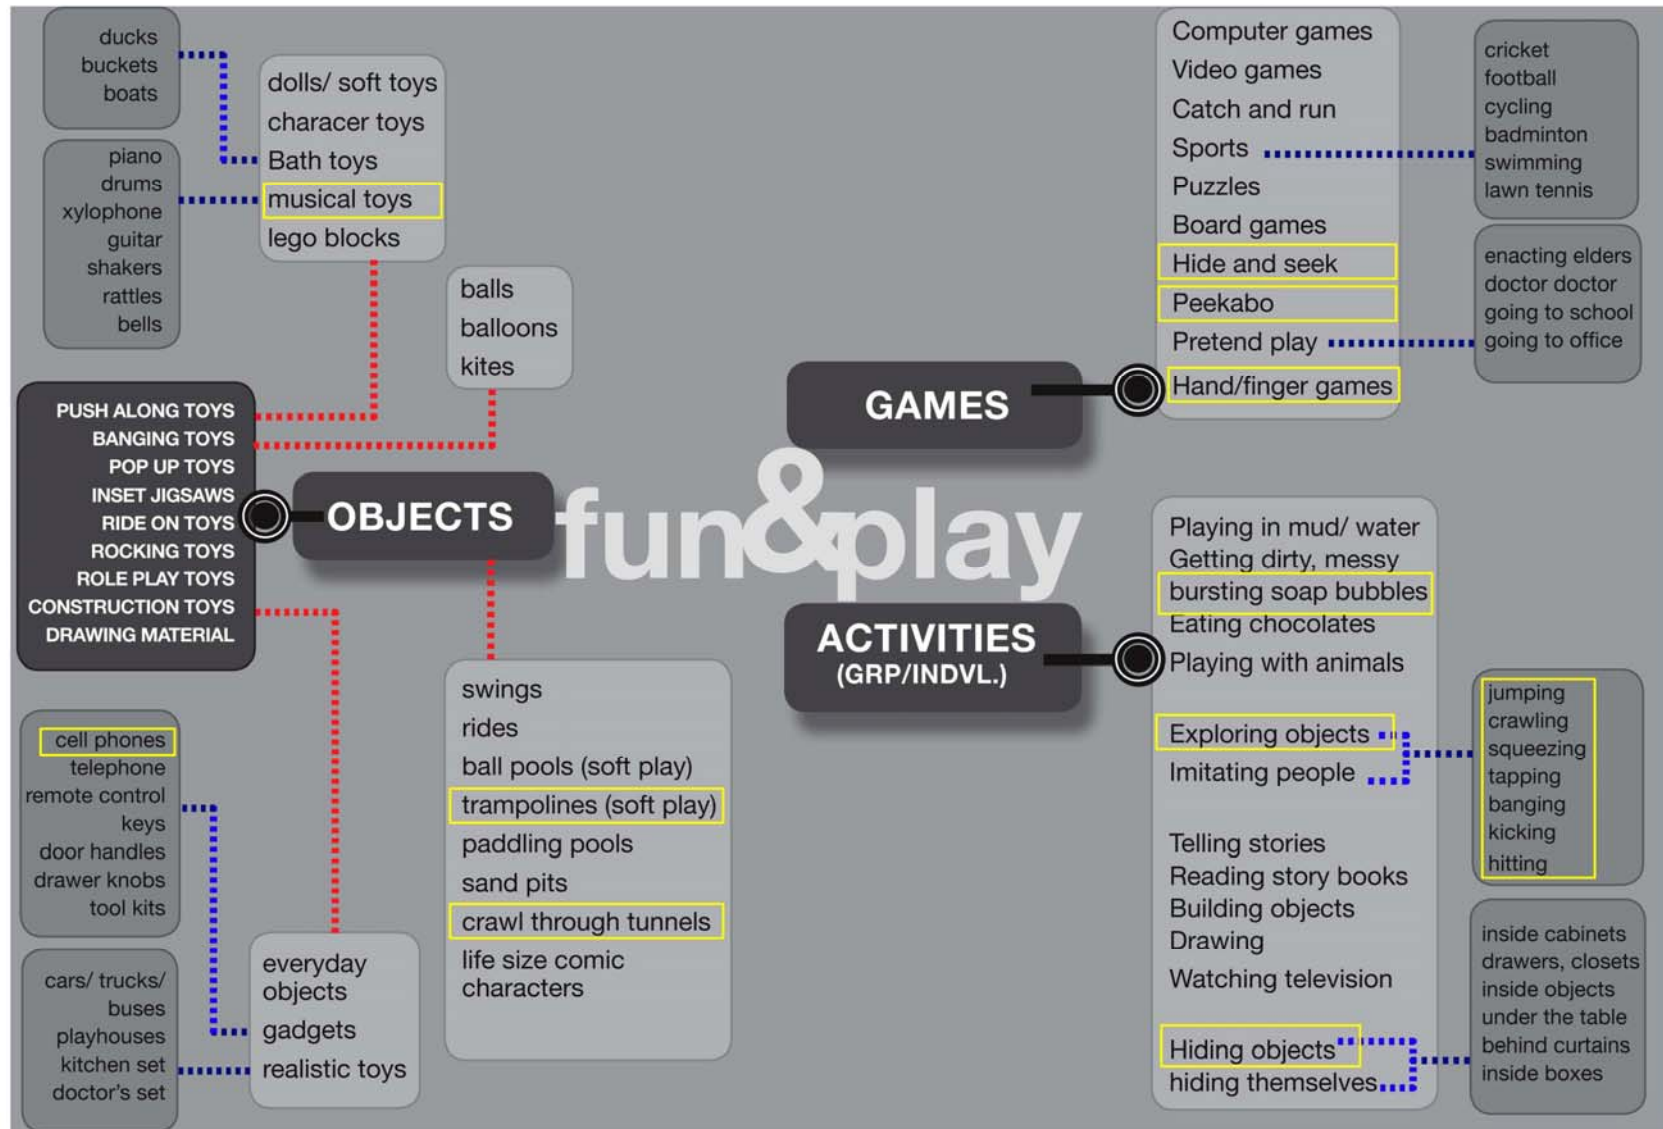 ducks
buckets
boats
piano
drums
xylophone
guitar
shakers
rattles
bells
dolls/ soft toys
characer toys
Bath toys
musical toys
lego blocks
balls
balloons
kites
PUSH ALONG TOYS
BANGING TOYS
POP UP TOYS
INSET JIGSAWS
RIDE ON TOYS
ROCKING TOYS
ROLE PLAY TOYS
CONSTRUCTION TOYS
DRAWING MATERIAL
OBJECTS
fun&play
cell phones
telephone
remote control
keys
door handles
drawer knobs
tool kits
cars/ trucks/
buses
playhouses
kitchen set
doctor's set
everyday
objects
gadgets
realistic toys
swings
rides
ball pools (soft play)
trampolines (soft play)
paddling pools
sand pits
crawl through tunnels
life size comic
characters
GAMES
Computer games
Video games
Catch and run
Sports
Puzzles
Board games
Hide and seek
Peekabo
Pretend play
Hand/finger games
cricket
football
cycling
badminton
swimming
lawn tennis
enacting elders
doctor doctor
going to school
going to office
ACTIVITIES
(GRP/INDVL.)
Playing in mud/ water
Getting dirty, messy
bursting soap bubbles
Eating chocolates
Playing with animals
Exploring objects
Imitating people
Telling stories
Reading story books
Building objects
Drawing
Watching television
Hiding objects
hiding themselves
jumping
crawling
squeezing
tapping
banging
kicking
hitting
inside cabinets
drawers, closets
inside objects
under the table
behind curtains
inside boxes